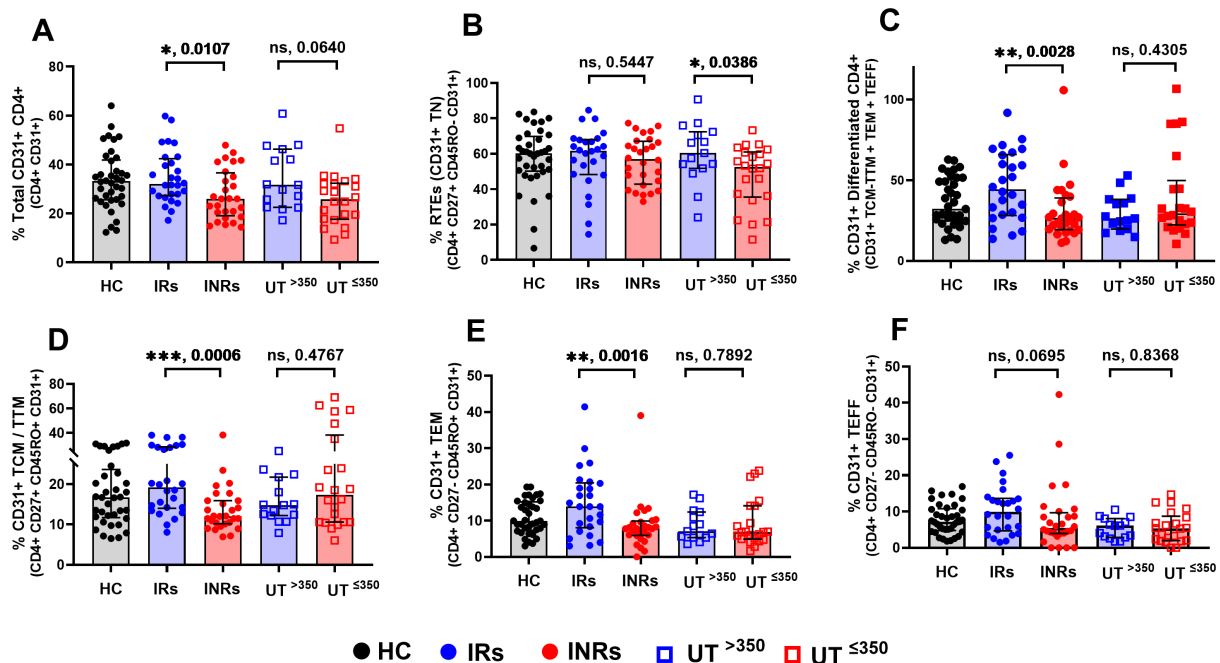 A
*, 0.0107
ns, 0.0640
% Total CD31+ CD4+
(CD4+ CD31+)
80
60
40
20
0
HC
IRs
INRs
UT >350
UT ≤350
B
ns, 0.5447
*, 0.0386
% RTEs (CD31+ TN)
(CD4+ CD27+ CD45RO- CD31+)
100
80
60
40
20
0
HC
IRs
INRs
UT >350
UT ≤350
C
**, 0.0028
ns, 0.4305
% CD31+ Differentiated CD4+
(CD31+ TCM-TTM + TEM + TEFF)
100
50
0
HC
IRs
INRs
UT >350
UT ≤350
D
***, 0.0006
ns, 0.4767
% CD31+ TCM / TTM
(CD4+ CD27+ CD45RO+ CD31+)
80
60
40
20
10
0
HC
IRs
INRs
UT >350
UT ≤350
E
**, 0.0016
ns, 0.7892
% CD31+ TEM
(CD4+ CD27- CD45RO+ CD31+)
50
40
30
20
10
0
HC
IRs
INRs
UT >350
UT ≤350
F
ns, 0.0695
ns, 0.8368
% CD31+ TEFF
(CD4+ CD27- CD45RO- CD31+)
50
40
30
20
10
0
HC
IRs
INRs
UT >350
UT ≤350
HC
IRs
INRs
UT >350
UT ≤350